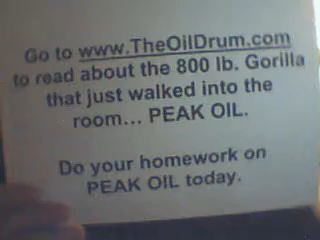 Go to www.TheOilDrum.com
to read about the 800 lb. Gorilla
that just walked into the
room... PEAK OIL.
Do your homework on
PEAK OIL today.